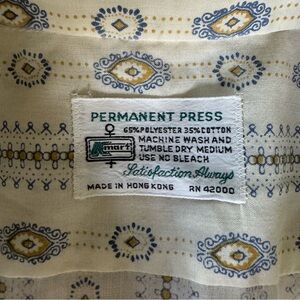 PERMANENT PRESS
65% POLYESTER 35% COTTON
MACHINE WASH AND
Kmart TUMBLE DRY MEDIUM
USE NO BLEACH
Satisfaction Always
MADE IN HONG KONG RN 42000